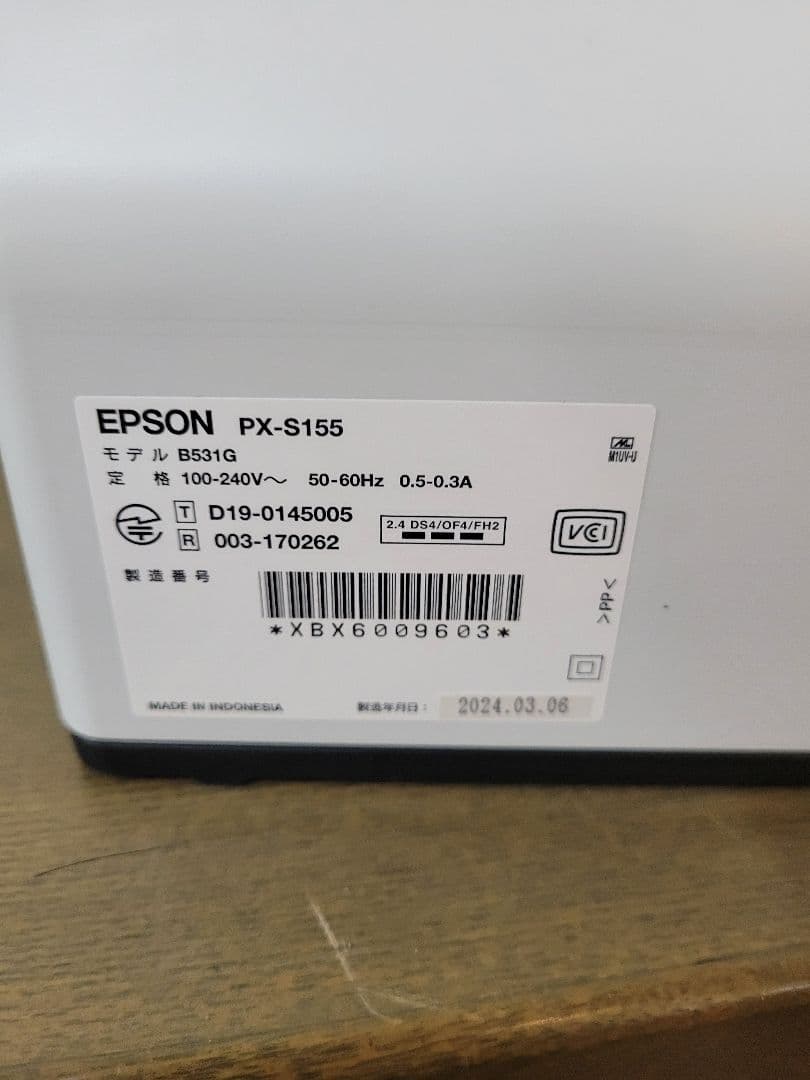 EPSON PX-S155
モデル B531G
M1UV-U
定 格 100-240V～ 50-60Hz 0.5-0.3A
T D19-0145005
R 003-170262
2.4 DS4/OF4/FH2
VCCI
製造番号
*XBX6009603*
>PP<
MADE IN INDONESIA
製造年月日： 2024.03.06